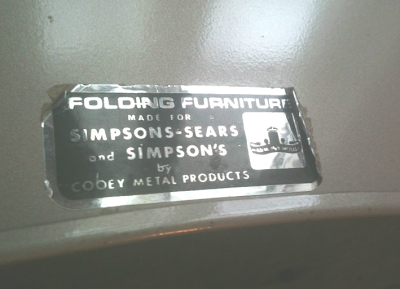 FOLDING FURNITURE
MADE FOR
SIMPSONS-SEARS
and SIMPSON'S
by
COOEY METAL PRODUCTS